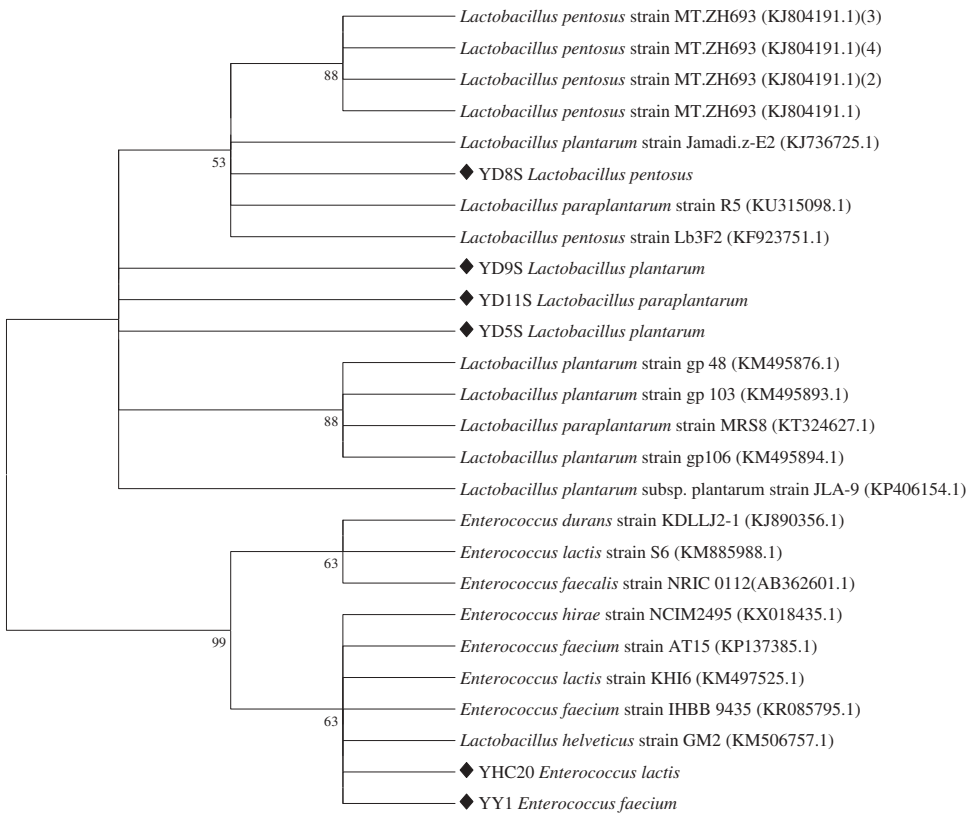 Lactobacillus pentosus strain MT.ZH693 (KJ804191.1)(3)
Lactobacillus pentosus strain MT.ZH693 (KJ804191.1)(4)
88
Lactobacillus pentosus strain MT.ZH693 (KJ804191.1)(2)
Lactobacillus pentosus strain MT.ZH693 (KJ804191.1)
Lactobacillus plantarum strain Jamadi.z-E2 (KJ736725.1)
53
◆ YD8S Lactobacillus pentosus
Lactobacillus paraplantarum strain R5 (KU315098.1)
Lactobacillus pentosus strain Lb3F2 (KF923751.1)
◆ YD9S Lactobacillus plantarum
◆ YD11S Lactobacillus paraplantarum
◆ YD5S Lactobacillus plantarum
Lactobacillus plantarum strain gp 48 (KM495876.1)
Lactobacillus plantarum strain gp 103 (KM495893.1)
88
Lactobacillus paraplantarum strain MRS8 (KT324627.1)
Lactobacillus plantarum strain gp106 (KM495894.1)
Lactobacillus plantarum subsp. plantarum strain JLA-9 (KP406154.1)
Enterococcus durans strain KDLLJ2-1 (KJ890356.1)
Enterococcus lactis strain S6 (KM885988.1)
63
Enterococcus faecalis strain NRIC 0112(AB362601.1)
Enterococcus hirae strain NCIM2495 (KX018435.1)
99
Enterococcus faecium strain AT15 (KP137385.1)
Enterococcus lactis strain KHI6 (KM497525.1)
Enterococcus faecium strain IHBB 9435 (KR085795.1)
63
Lactobacillus helveticus strain GM2 (KM506757.1)
◆ YHC20 Enterococcus lactis
◆ YY1 Enterococcus faecium